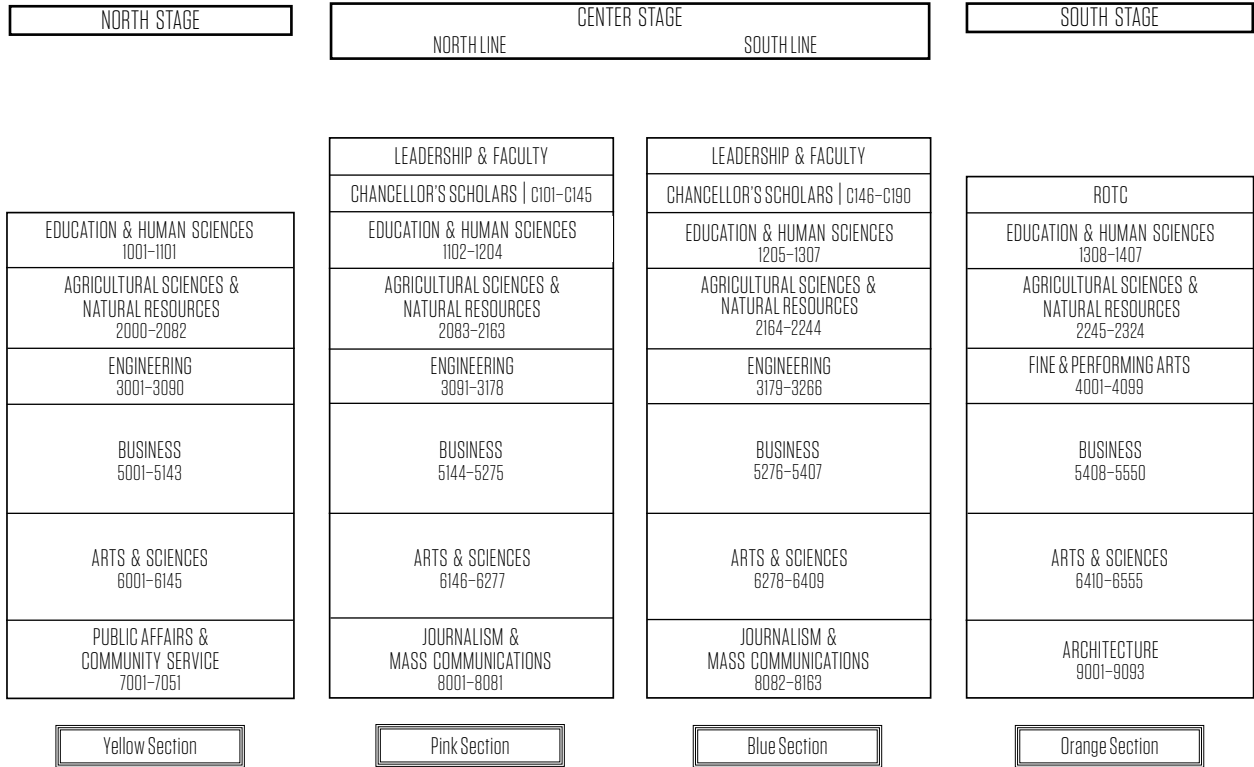 NORTH STAGE
CENTER STAGE
NORTH LINE
SOUTH LINE
SOUTH STAGE
EDUCATION & HUMAN SCIENCES
1001–1101
AGRICULTURAL SCIENCES &
NATURAL RESOURCES
2000–2082
ENGINEERING
3001–3090
BUSINESS
5001–5143
ARTS & SCIENCES
6001–6145
PUBLIC AFFAIRS &
COMMUNITY SERVICE
7001–7051
Yellow Section
LEADERSHIP & FACULTY
CHANCELLOR'S SCHOLARS | C101–C145
EDUCATION & HUMAN SCIENCES
1102–1204
AGRICULTURAL SCIENCES &
NATURAL RESOURCES
2083–2163
ENGINEERING
3091–3178
BUSINESS
5144–5275
ARTS & SCIENCES
6146–6277
JOURNALISM &
MASS COMMUNICATIONS
8001–8081
Pink Section
LEADERSHIP & FACULTY
CHANCELLOR'S SCHOLARS | C146–C190
EDUCATION & HUMAN SCIENCES
1205–1307
AGRICULTURAL SCIENCES &
NATURAL RESOURCES
2164–2244
ENGINEERING
3179–3266
BUSINESS
5276–5407
ARTS & SCIENCES
6278–6409
JOURNALISM &
MASS COMMUNICATIONS
8082–8163
Blue Section
ROTC
EDUCATION & HUMAN SCIENCES
1308–1407
AGRICULTURAL SCIENCES &
NATURAL RESOURCES
2245–2324
FINE & PERFORMING ARTS
4001–4099
BUSINESS
5408–5550
ARTS & SCIENCES
6410–6555
ARCHITECTURE
9001–9093
Orange Section